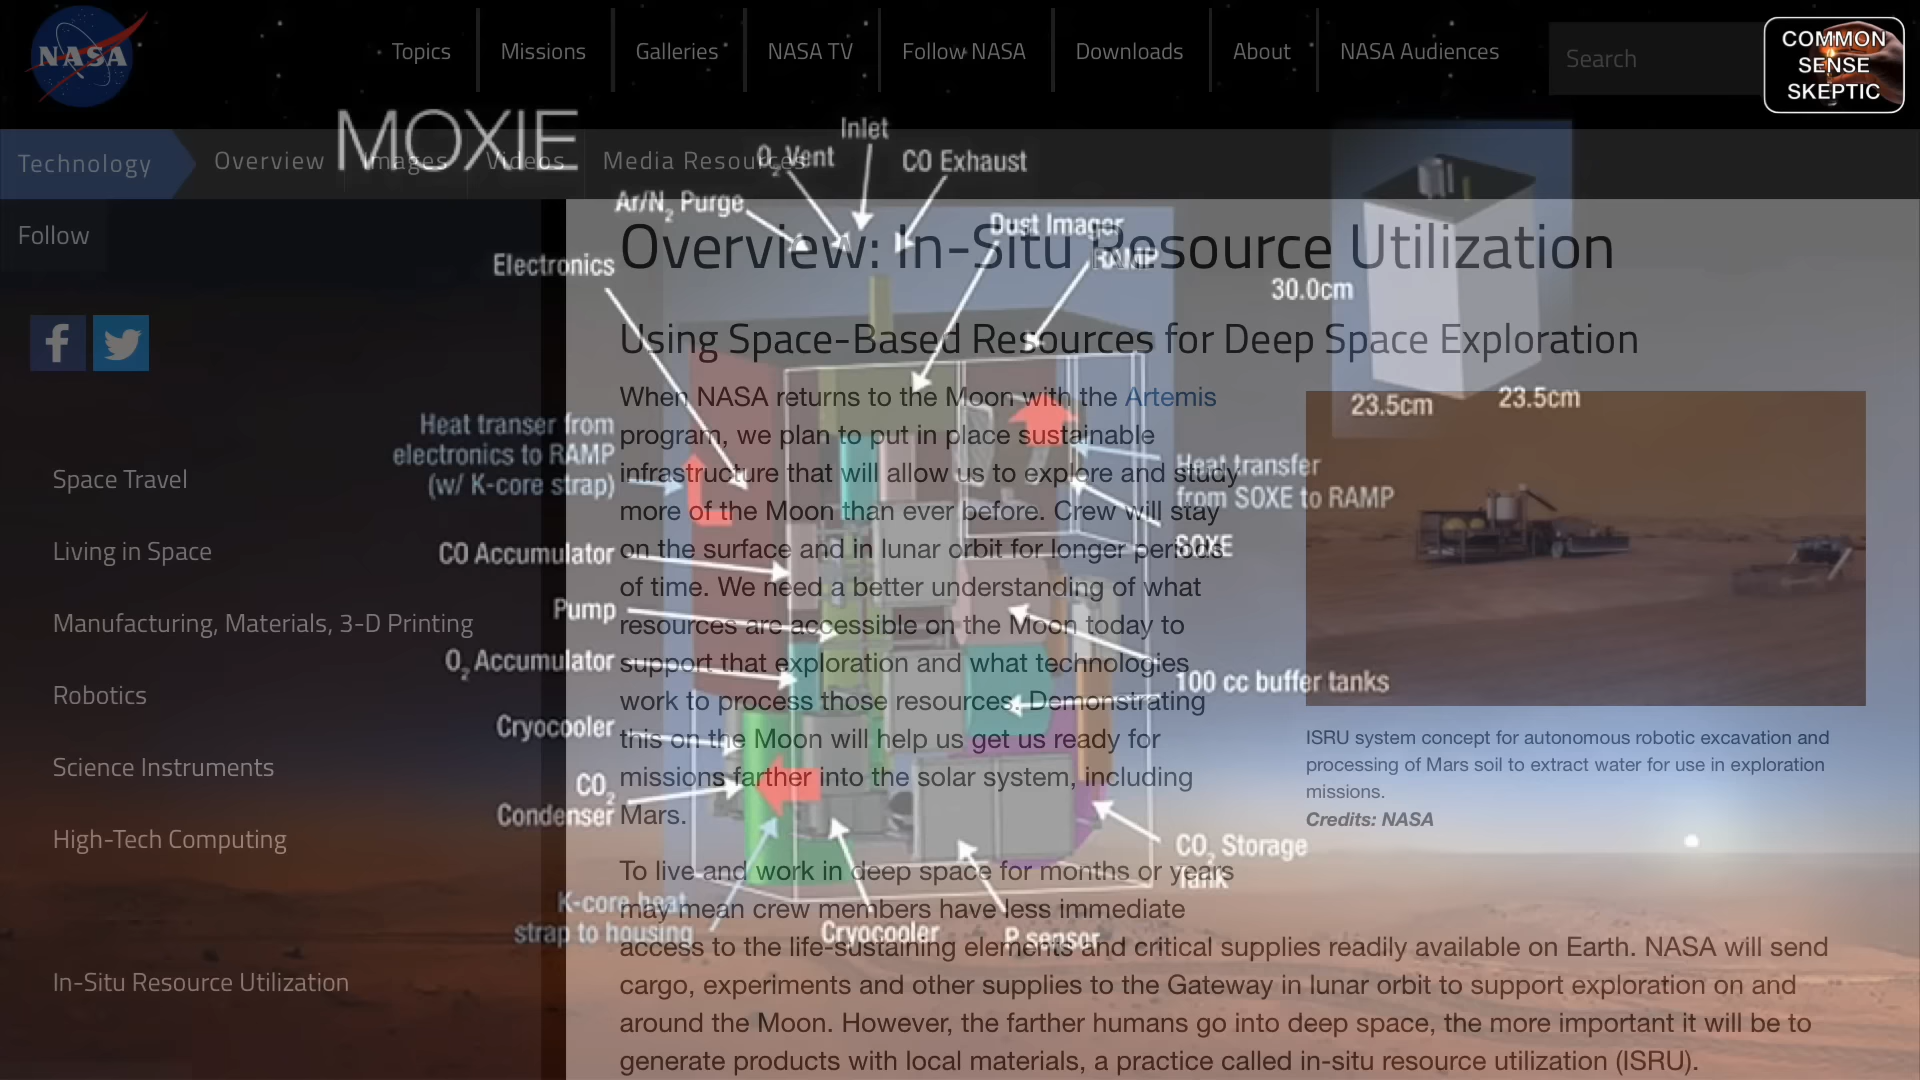 NASA
Topics
Missions
Galleries
NASA TV
Follow NASA
Downloads
About
NASA Audiences
Search
COMMON
SENSE
SKEPTIC
Technology
Overview
Images
Videos
Media Resources
Follow
Space Travel
Living in Space
Manufacturing, Materials, 3-D Printing
Robotics
Science Instruments
High-Tech Computing
In-Situ Resource Utilization
MOXIE
Inlet
O₂ Vent
CO Exhaust
Ar/N₂ Purge
Dust Imager
RAMP
Electronics
Heat transer from
electronics to RAMP
(w/ K-core strap)
CO Accumulator
Pump
O₂ Accumulator
Cryocooler
CO₂
Condenser
K-core heat
strap to housing
Cryocooler
P sensor
CO₂ Storage
Tank
100 cc buffer tanks
SOXE
Heat transfer
from SOXE to RAMP
30.0cm
23.5cm
23.5cm
Overview: In-Situ Resource Utilization
Using Space-Based Resources for Deep Space Exploration
When NASA returns to the Moon with the Artemis
program, we plan to put in place sustainable
infrastructure that will allow us to explore and study
more of the Moon than ever before. Crew will stay
on the surface and in lunar orbit for longer periods
of time. We need a better understanding of what
resources are accessible on the Moon today to
support that exploration and what technologies
work to process those resources. Demonstrating
this on the Moon will help us get us ready for
missions farther into the solar system, including
Mars.
ISRU system concept for autonomous robotic excavation and
processing of Mars soil to extract water for use in exploration
missions.
Credits: NASA
To live and work in deep space for months or years
may mean crew members have less immediate
access to the life-sustaining elements and critical supplies readily available on Earth. NASA will send
cargo, experiments and other supplies to the Gateway in lunar orbit to support exploration on and
around the Moon. However, the farther humans go into deep space, the more important it will be to
generate products with local materials, a practice called in-situ resource utilization (ISRU).